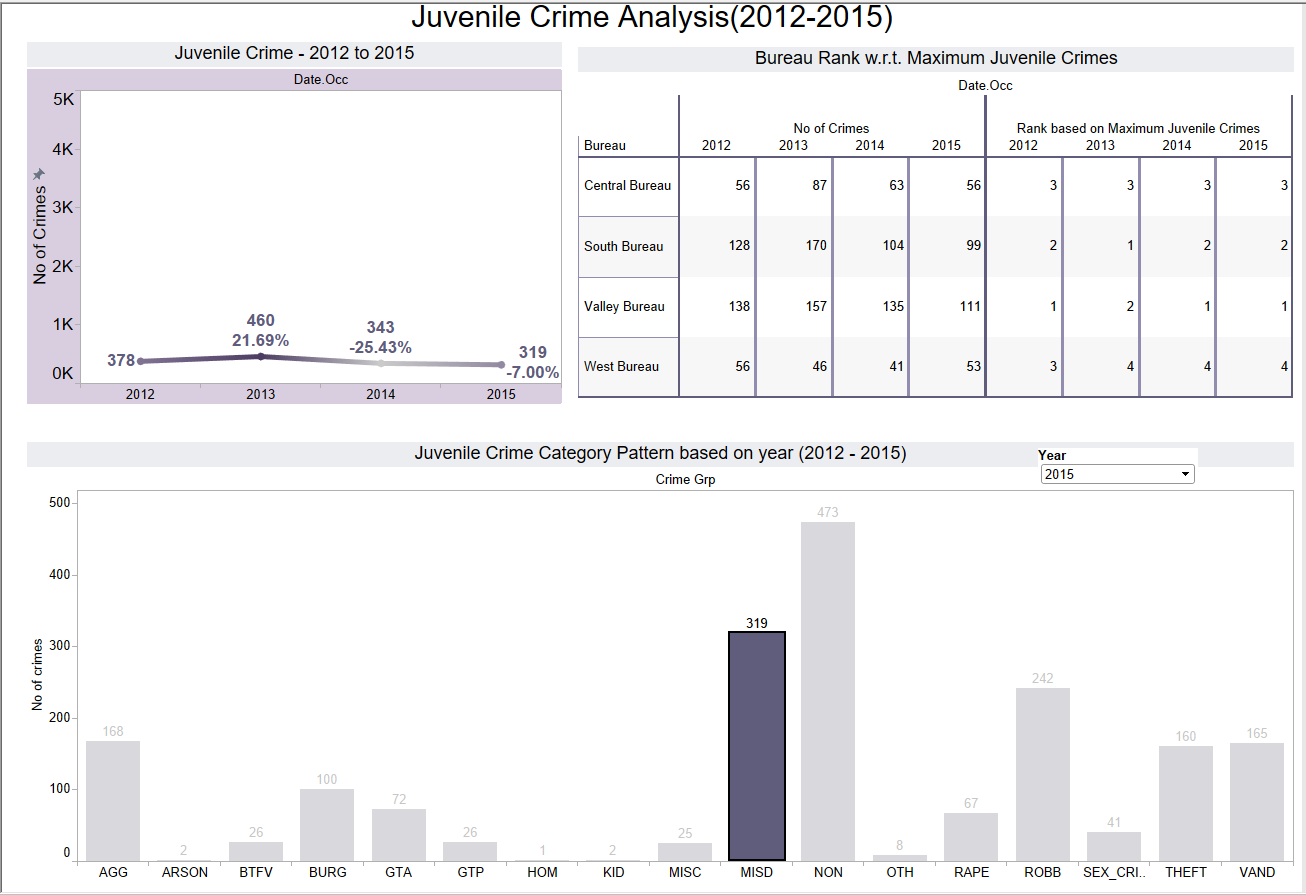 Juvenile Crime Analysis(2012-2015)
Juvenile Crime - 2012 to 2015
Date.Occ
No of Crimes
5K
4K
3K
2K
1K
0K
378
460
21.69%
343
-25.43%
319
-7.00%
2012 2013 2014 2015
Bureau Rank w.r.t. Maximum Juvenile Crimes
Date.Occ
No of Crimes Rank based on Maximum Juvenile Crimes
Bureau 2012 2013 2014 2015 2012 2013 2014 2015
Central Bureau 56 87 63 56 3 3 3 3
South Bureau 128 170 104 99 2 1 2 2
Valley Bureau 138 157 135 111 1 2 1 1
West Bureau 56 46 41 53 3 4 4 4
Juvenile Crime Category Pattern based on year (2012 - 2015)
Year
2015
Crime Grp
No of crimes
500
400
300
200
100
0
168 2 26 100 72 26 1 2 25 319 473 8 67 242 41 160 165
AGG ARSON BTFV BURG GTA GTP HOM KID MISC MISD NON OTH RAPE ROBB SEX_CRI.. THEFT VAND